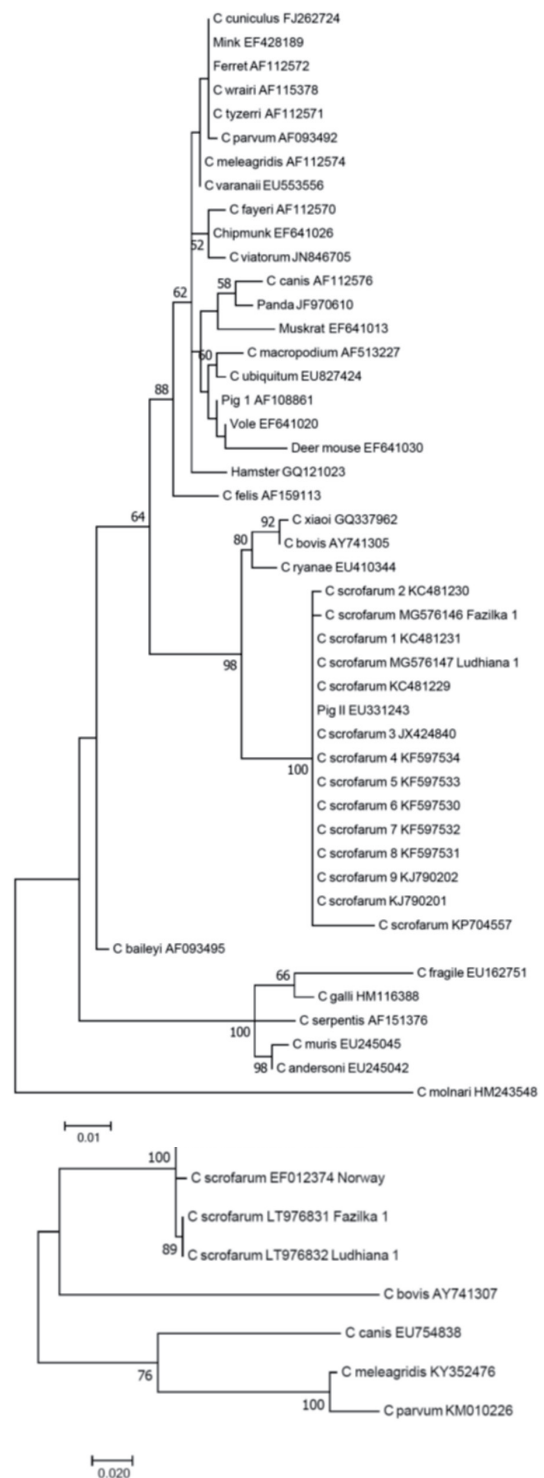 C cuniculus FJ262724
Mink EF428189
Ferret AF112572
C wrairi AF115378
C tyzerri AF112571
C parvum AF093492
C meleagridis AF112574
C varanaii EU553556
C fayeri AF112570
52
Chipmunk EF641026
C viatorum JN846705
58
C canis AF112576
62
Panda JF970610
Muskrat EF641013
60
C macropodium AF513227
C ubiquitum EU827424
88
Pig 1 AF108861
Vole EF641020
Deer mouse EF641030
Hamster GQ121023
C felis AF159113
64
92
C xiaoi GQ337962
80
C bovis AY741305
C ryanae EU410344
C scrofarum 2 KC481230
C scrofarum MG576146 Fazilka 1
C scrofarum 1 KC481231
98
C scrofarum MG576147 Ludhiana 1
C scrofarum KC481229
Pig II EU331243
C scrofarum 3 JX424840
C scrofarum 4 KF597534
100
C scrofarum 5 KF597533
C scrofarum 6 KF597530
C scrofarum 7 KF597532
C scrofarum 8 KF597531
C scrofarum 9 KJ790202
C scrofarum KJ790201
C scrofarum KP704557
C baileyi AF093495
66
C fragile EU162751
C galli HM116388
C serpentis AF151376
100
C muris EU245045
98
C andersoni EU245042
C molnari HM243548
0.01
100
C scrofarum EF012374 Norway
C scrofarum LT976831 Fazilka 1
89
C scrofarum LT976832 Ludhiana 1
C bovis AY741307
C canis EU754838
76
C meleagridis KY352476
100
C parvum KM010226
0.020